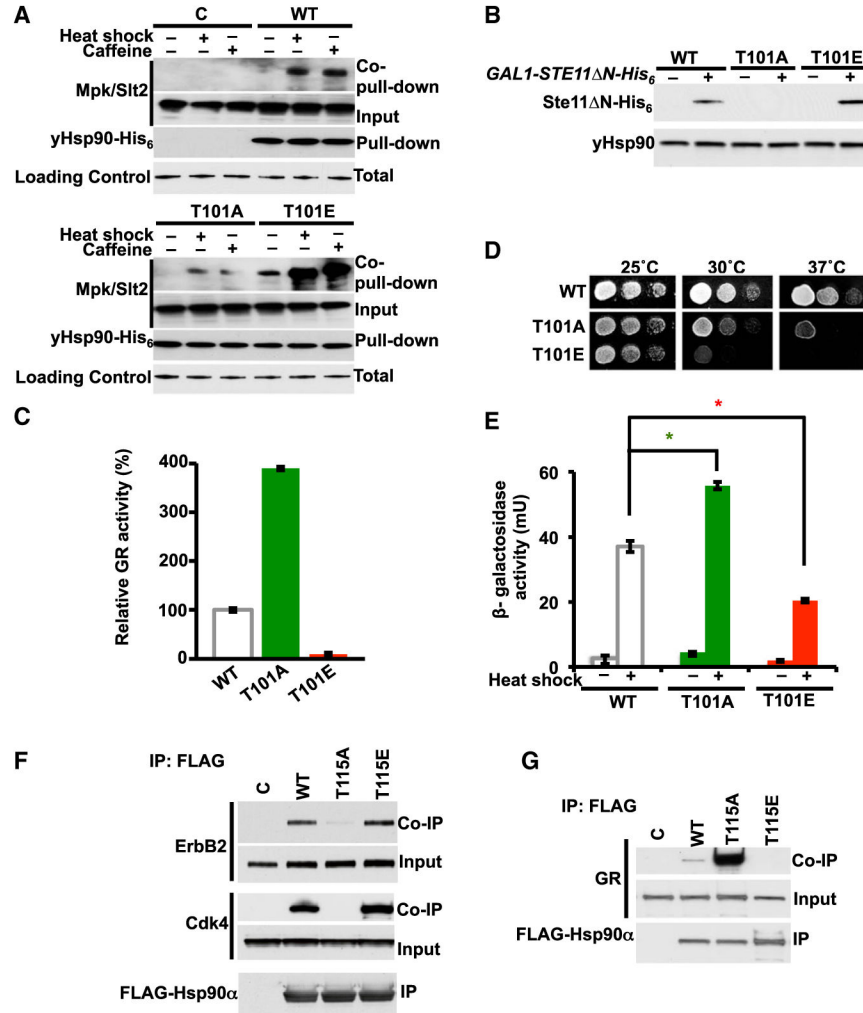 A
C WT
Heat shock – + – – + –
Caffeine – – + – – +
Mpk/Slt2
Co-
pull-down
Input
yHsp90-His6 Pull-down
Loading Control Total
T101A T101E
Heat shock – + – – + –
Caffeine – – + – – +
Mpk/Slt2
Co-
pull-down
Input
yHsp90-His6 Pull-down
Loading Control Total
B
WT T101A T101E
GAL1-STE11ΔN-His6 – + – + – +
Ste11ΔN-His6
yHsp90
C
Relative GR activity (%)
400
300
200
100
0
WT T101A T101E
D
25˚C 30˚C 37˚C
WT
T101A
T101E
E
* *
β- galactosidase
activity (mU)
60
40
20
0
Heat shock – + – + – +
WT T101A T101E
F
IP: FLAG
C WT T115A T115E
ErbB2
Co-IP
Input
Cdk4
Co-IP
Input
FLAG-Hsp90α IP
G
IP: FLAG
C WT T115A T115E
GR
Co-IP
Input
FLAG-Hsp90α IP